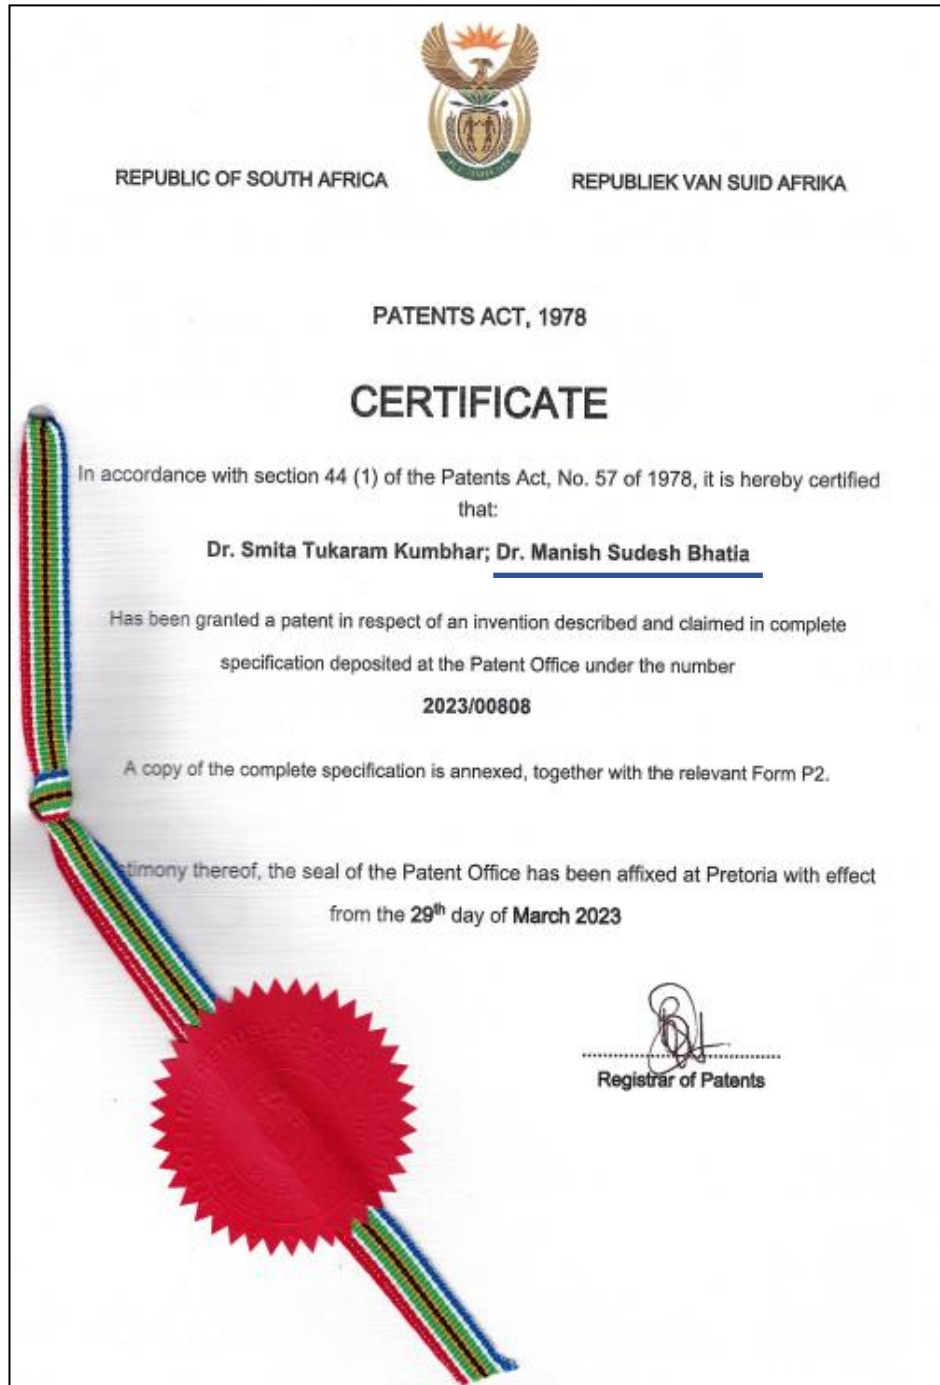 REPUBLIC OF SOUTH AFRICA
REPUBLIEK VAN SUID AFRIKA
PATENTS ACT, 1978
CERTIFICATE
In accordance with section 44 (1) of the Patents Act, No. 57 of 1978, it is hereby certified
that:
Dr. Smita Tukaram Kumbhar; Dr. Manish Sudesh Bhatia
Has been granted a patent in respect of an invention described and claimed in complete
specification deposited at the Patent Office under the number
2023/00808
A copy of the complete specification is annexed, together with the relevant Form P2.
timony thereof, the seal of the Patent Office has been affixed at Pretoria with effect
from the 29th day of March 2023
Registrar of Patents